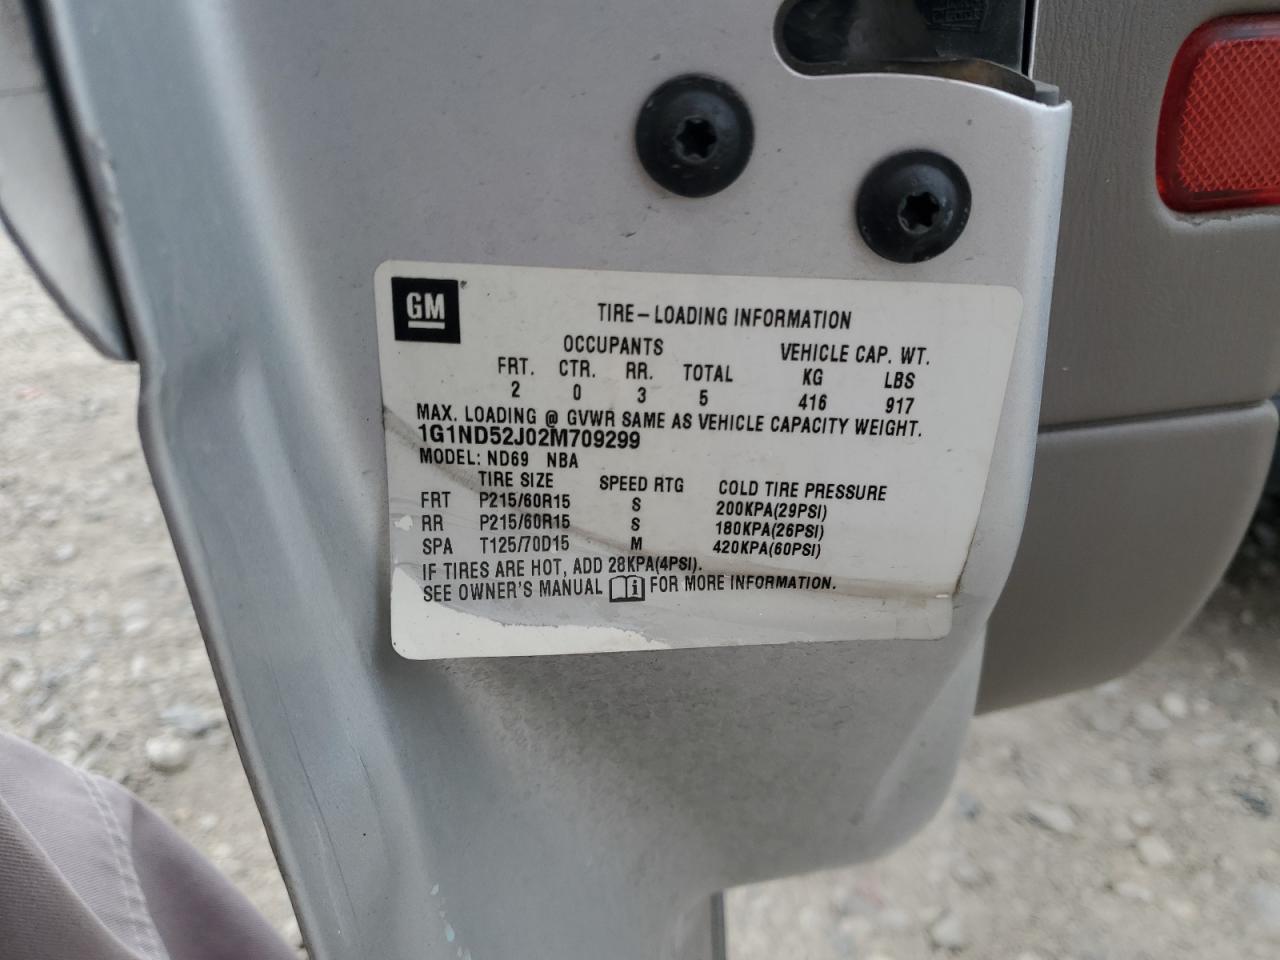 GM
TIRE-LOADING INFORMATION
OCCUPANTS VEHICLE CAP. WT.
FRT. CTR. RR. TOTAL KG LBS
2 0 3 5 416 917
MAX. LOADING @ GVWR SAME AS VEHICLE CAPACITY WEIGHT.
1G1ND52J02M709299
MODEL: ND69 NBA
TIRE SIZE SPEED RTG COLD TIRE PRESSURE
FRT P215/60R15 S 200KPA(29PSI)
RR P215/60R15 S 180KPA(26PSI)
SPA T125/70D15 M 420KPA(60PSI)
IF TIRES ARE HOT, ADD 28KPA(4PSI).
SEE OWNER'S MANUAL i FOR MORE INFORMATION.